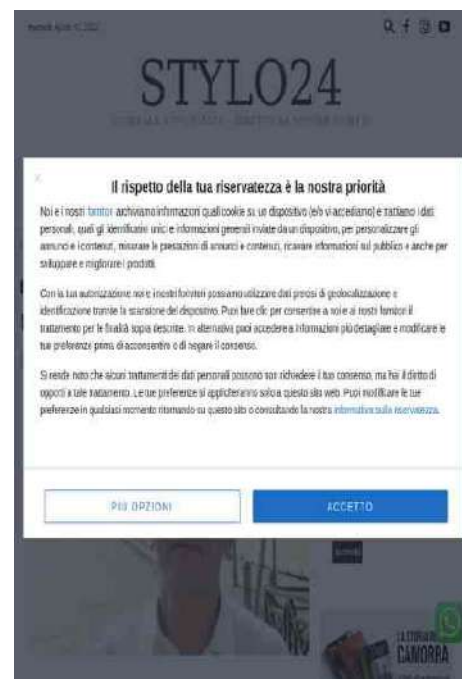 STYLO24
×
Il rispetto della tua riservatezza è la nostra priorità
Noi e i nostri fornitori archiviamo informazioni quali cookie su un dispositivo (e/o vi accediamo) e trattiamo i dati
personali, quali gli identificativi unici e informazioni generali inviate da un dispositivo, per personalizzare gli
annunci e i contenuti, misurare le prestazioni di annunci e contenuti, ricavare informazioni sul pubblico e anche per
sviluppare e migliorare i prodotti.
Con la tua autorizzazione noi e i nostri fornitori possiamo utilizzare dati precisi di geolocalizzazione e
identificazione tramite la scansione del dispositivo. Puoi fare clic per consentire a noi e ai nostri fornitori il
trattamento per le finalità sopra descritte. In alternativa puoi accedere a informazioni più dettagliate e modificare le
tue preferenze prima di acconsentire o di negare il consenso.
Si rende noto che alcuni trattamenti dei dati personali possono non richiedere il tuo consenso, ma hai il diritto di
opporti a tale trattamento. Le tue preferenze si applicheranno solo a questo sito web. Puoi modificare le tue
preferenze in qualsiasi momento ritornando su questo sito o consultando la nostra informativa sulla riservatezza.
PIÙ OPZIONI
ACCETTO
LA STORIA DELLA
CAMORRA